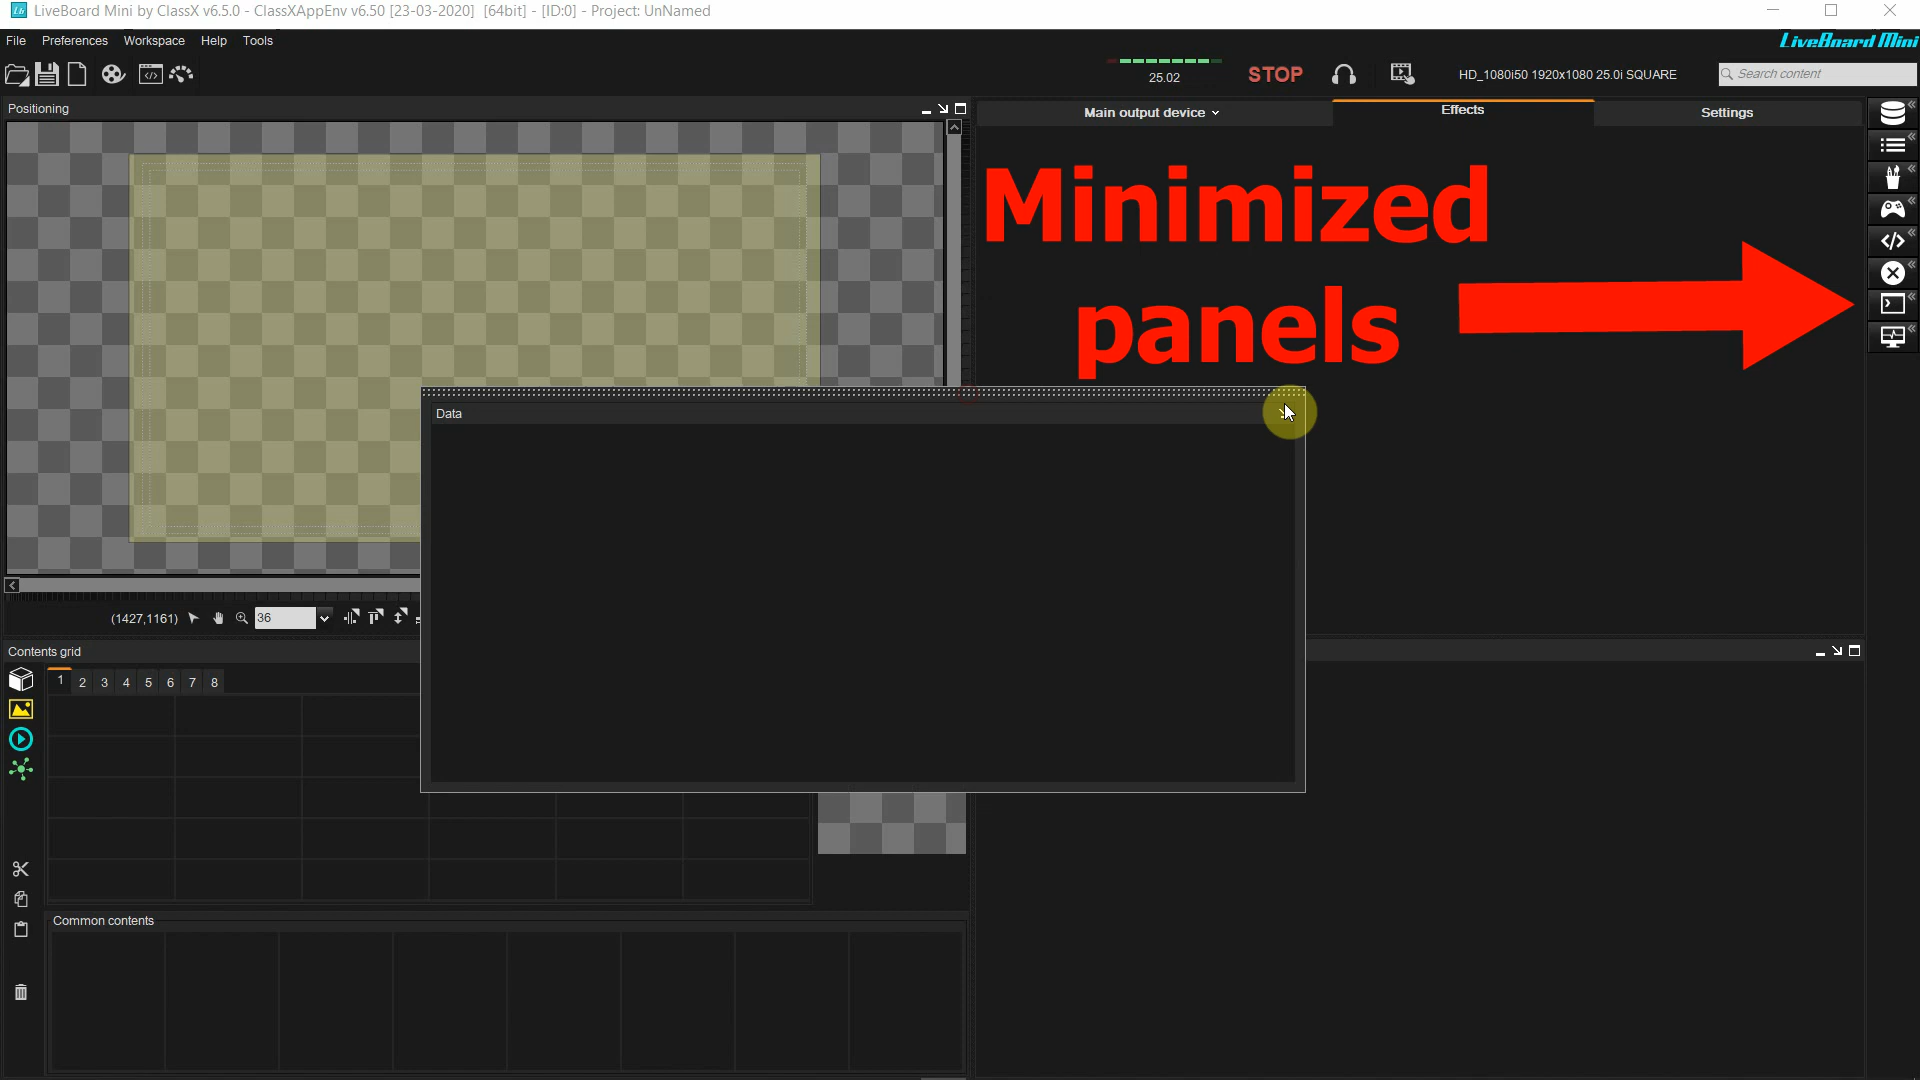 LiveBoard Mini by ClassX v6.5.0 - ClassXAppEnv v6.50 [23-03-2020] [64bit] - [ID:0] - Project: UnNamed
File Preferences Workspace Help Tools
LiveBoard Mini
25.02
STOP
HD_1080i50 1920x1080 25.0i SQUARE
Search content
Positioning
Main output device
Effects
Settings
Minimized
panels
Data
(1427,1161)
36
Contents grid
1 2 3 4 5 6 7 8
Common contents